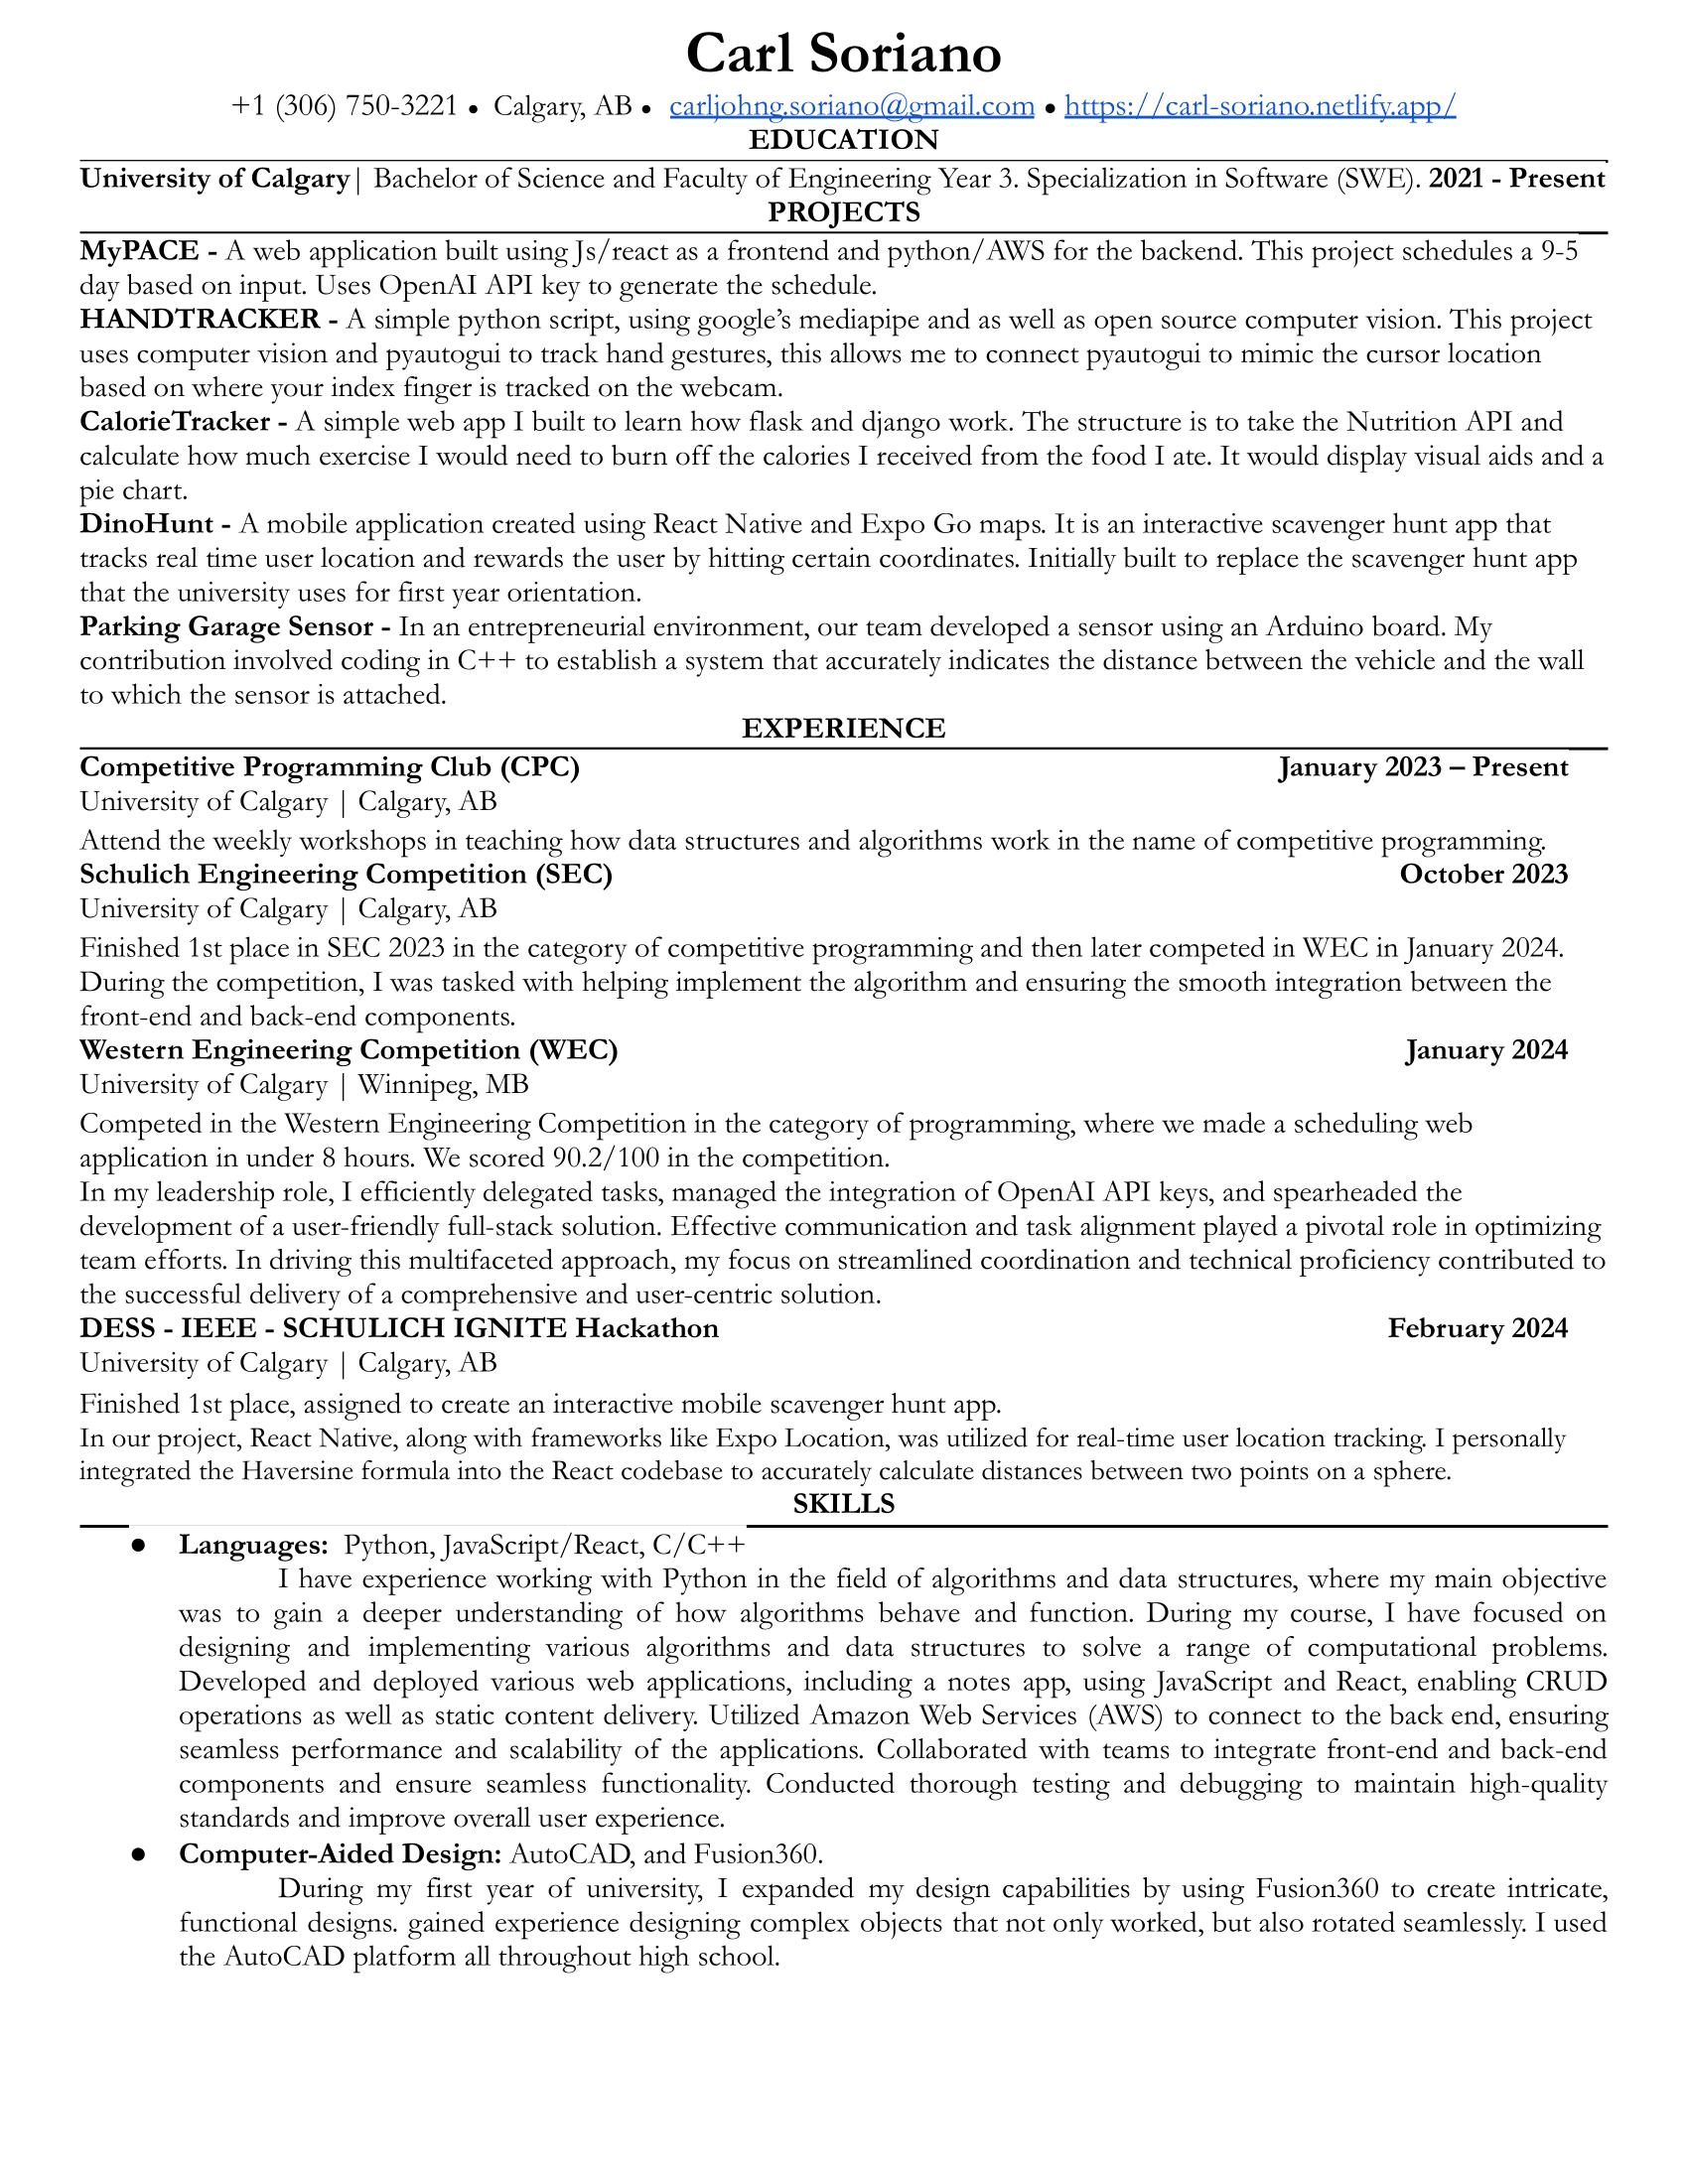 Carl Soriano
+1 (306) 750-3221 ● Calgary, AB ● carljohng.soriano@gmail.com ● https://carl-soriano.netlify.app/
EDUCATION
University of Calgary| Bachelor of Science and Faculty of Engineering Year 3. Specialization in Software (SWE). 2021 - Present
PROJECTS
MyPACE - A web application built using Js/react as a frontend and python/AWS for the backend. This project schedules a 9-5
day based on input. Uses OpenAI API key to generate the schedule.
HANDTRACKER - A simple python script, using google’s mediapipe and as well as open source computer vision. This project
uses computer vision and pyautogui to track hand gestures, this allows me to connect pyautogui to mimic the cursor location
based on where your index finger is tracked on the webcam.
CalorieTracker - A simple web app I built to learn how flask and django work. The structure is to take the Nutrition API and
calculate how much exercise I would need to burn off the calories I received from the food I ate. It would display visual aids and a
pie chart.
DinoHunt - A mobile application created using React Native and Expo Go maps. It is an interactive scavenger hunt app that
tracks real time user location and rewards the user by hitting certain coordinates. Initially built to replace the scavenger hunt app
that the university uses for first year orientation.
Parking Garage Sensor - In an entrepreneurial environment, our team developed a sensor using an Arduino board. My
contribution involved coding in C++ to establish a system that accurately indicates the distance between the vehicle and the wall
to which the sensor is attached.
EXPERIENCE
Competitive Programming Club (CPC) January 2023 – Present
University of Calgary | Calgary, AB
Attend the weekly workshops in teaching how data structures and algorithms work in the name of competitive programming.
Schulich Engineering Competition (SEC) October 2023
University of Calgary | Calgary, AB
Finished 1st place in SEC 2023 in the category of competitive programming and then later competed in WEC in January 2024.
During the competition, I was tasked with helping implement the algorithm and ensuring the smooth integration between the
front-end and back-end components.
Western Engineering Competition (WEC) January 2024
University of Calgary | Winnipeg, MB
Competed in the Western Engineering Competition in the category of programming, where we made a scheduling web
application in under 8 hours. We scored 90.2/100 in the competition.
In my leadership role, I efficiently delegated tasks, managed the integration of OpenAI API keys, and spearheaded the
development of a user-friendly full-stack solution. Effective communication and task alignment played a pivotal role in optimizing
team efforts. In driving this multifaceted approach, my focus on streamlined coordination and technical proficiency contributed to
the successful delivery of a comprehensive and user-centric solution.
DESS - IEEE - SCHULICH IGNITE Hackathon February 2024
University of Calgary | Calgary, AB
Finished 1st place, assigned to create an interactive mobile scavenger hunt app.
In our project, React Native, along with frameworks like Expo Location, was utilized for real-time user location tracking. I personally
integrated the Haversine formula into the React codebase to accurately calculate distances between two points on a sphere.
SKILLS
● Languages: Python, JavaScript/React, C/C++
I have experience working with Python in the field of algorithms and data structures, where my main objective
was to gain a deeper understanding of how algorithms behave and function. During my course, I have focused on
designing and implementing various algorithms and data structures to solve a range of computational problems.
Developed and deployed various web applications, including a notes app, using JavaScript and React, enabling CRUD
operations as well as static content delivery. Utilized Amazon Web Services (AWS) to connect to the back end, ensuring
seamless performance and scalability of the applications. Collaborated with teams to integrate front-end and back-end
components and ensure seamless functionality. Conducted thorough testing and debugging to maintain high-quality
standards and improve overall user experience.
● Computer-Aided Design: AutoCAD, and Fusion360.
During my first year of university, I expanded my design capabilities by using Fusion360 to create intricate,
functional designs. gained experience designing complex objects that not only worked, but also rotated seamlessly. I used
the AutoCAD platform all throughout high school.